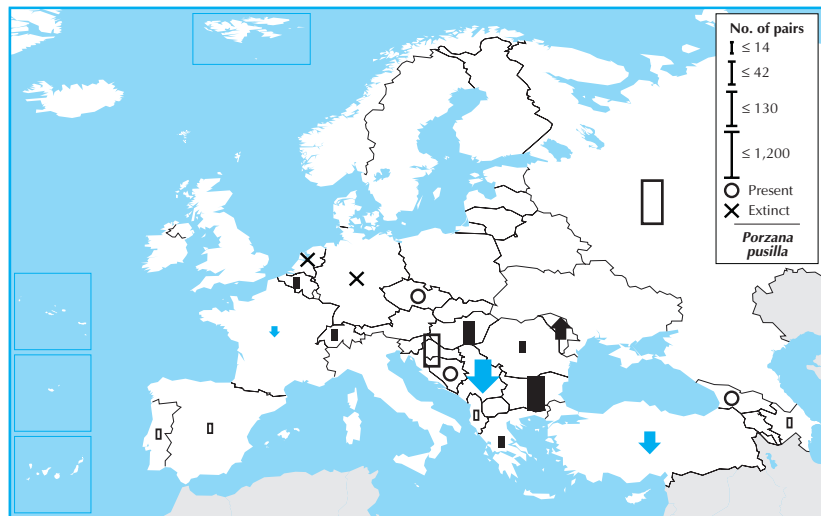 No. of pairs
≤ 14
≤ 42
≤ 130
≤ 1,200
Present
Extinct
Porzana
pusilla